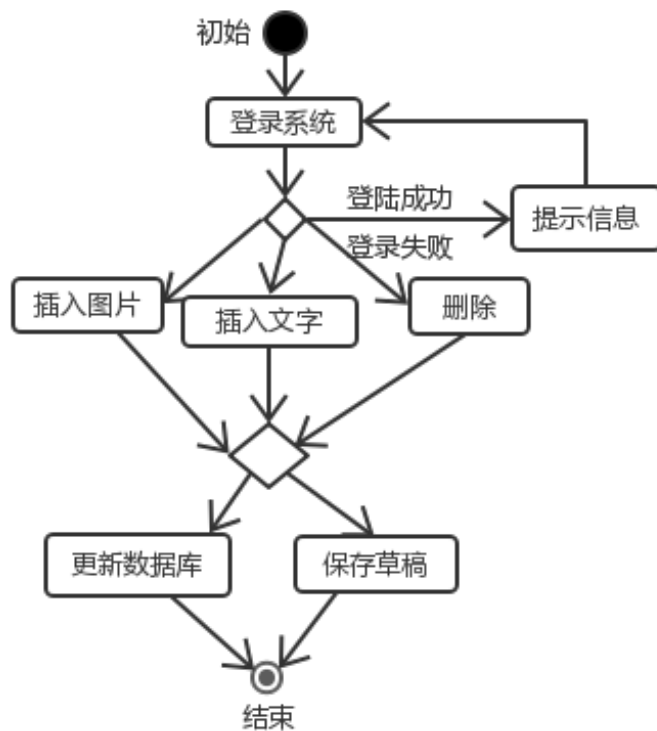 初始
登录系统
登陆成功
提示信息
登录失败
插入图片
插入文字
删除
更新数据库
保存草稿
结束